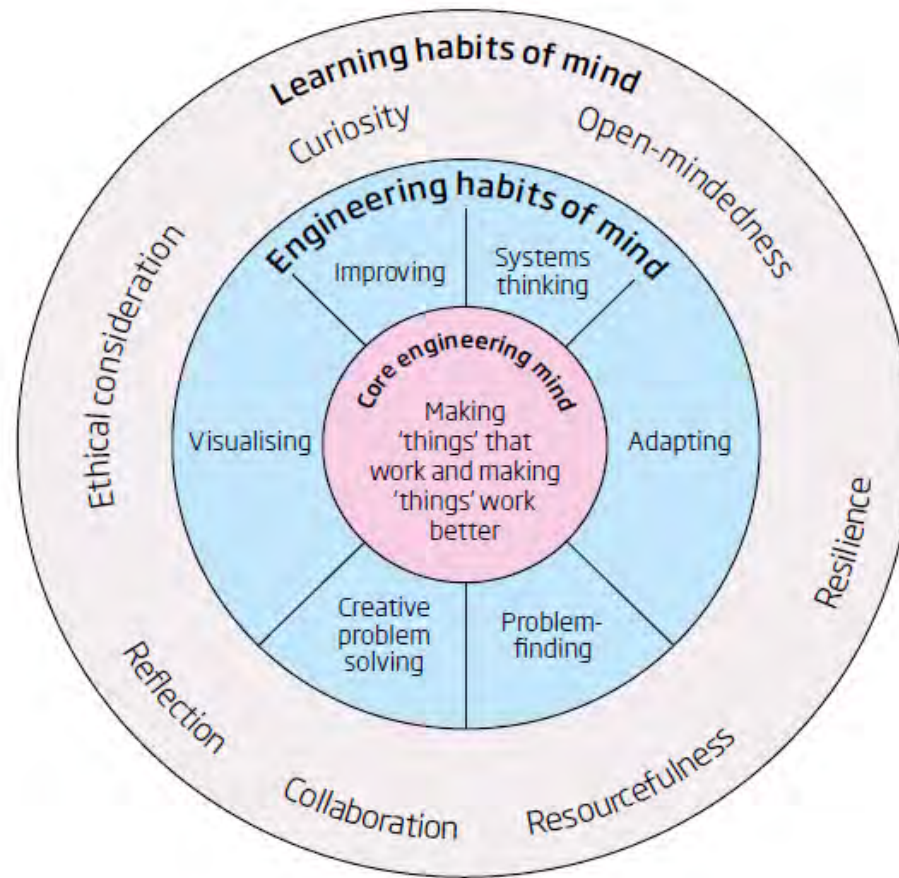 Learning habits of mind
Curiosity
Open-mindedness
Ethical consideration
Resilience
Reflection
Collaboration
Resourcefulness
Engineering habits of mind
Improving
Systems
thinking
Visualising
Adapting
Creative
problem
solving
Problem-
finding
Core engineering mind
Making
'things' that
work and making
'things' work
better